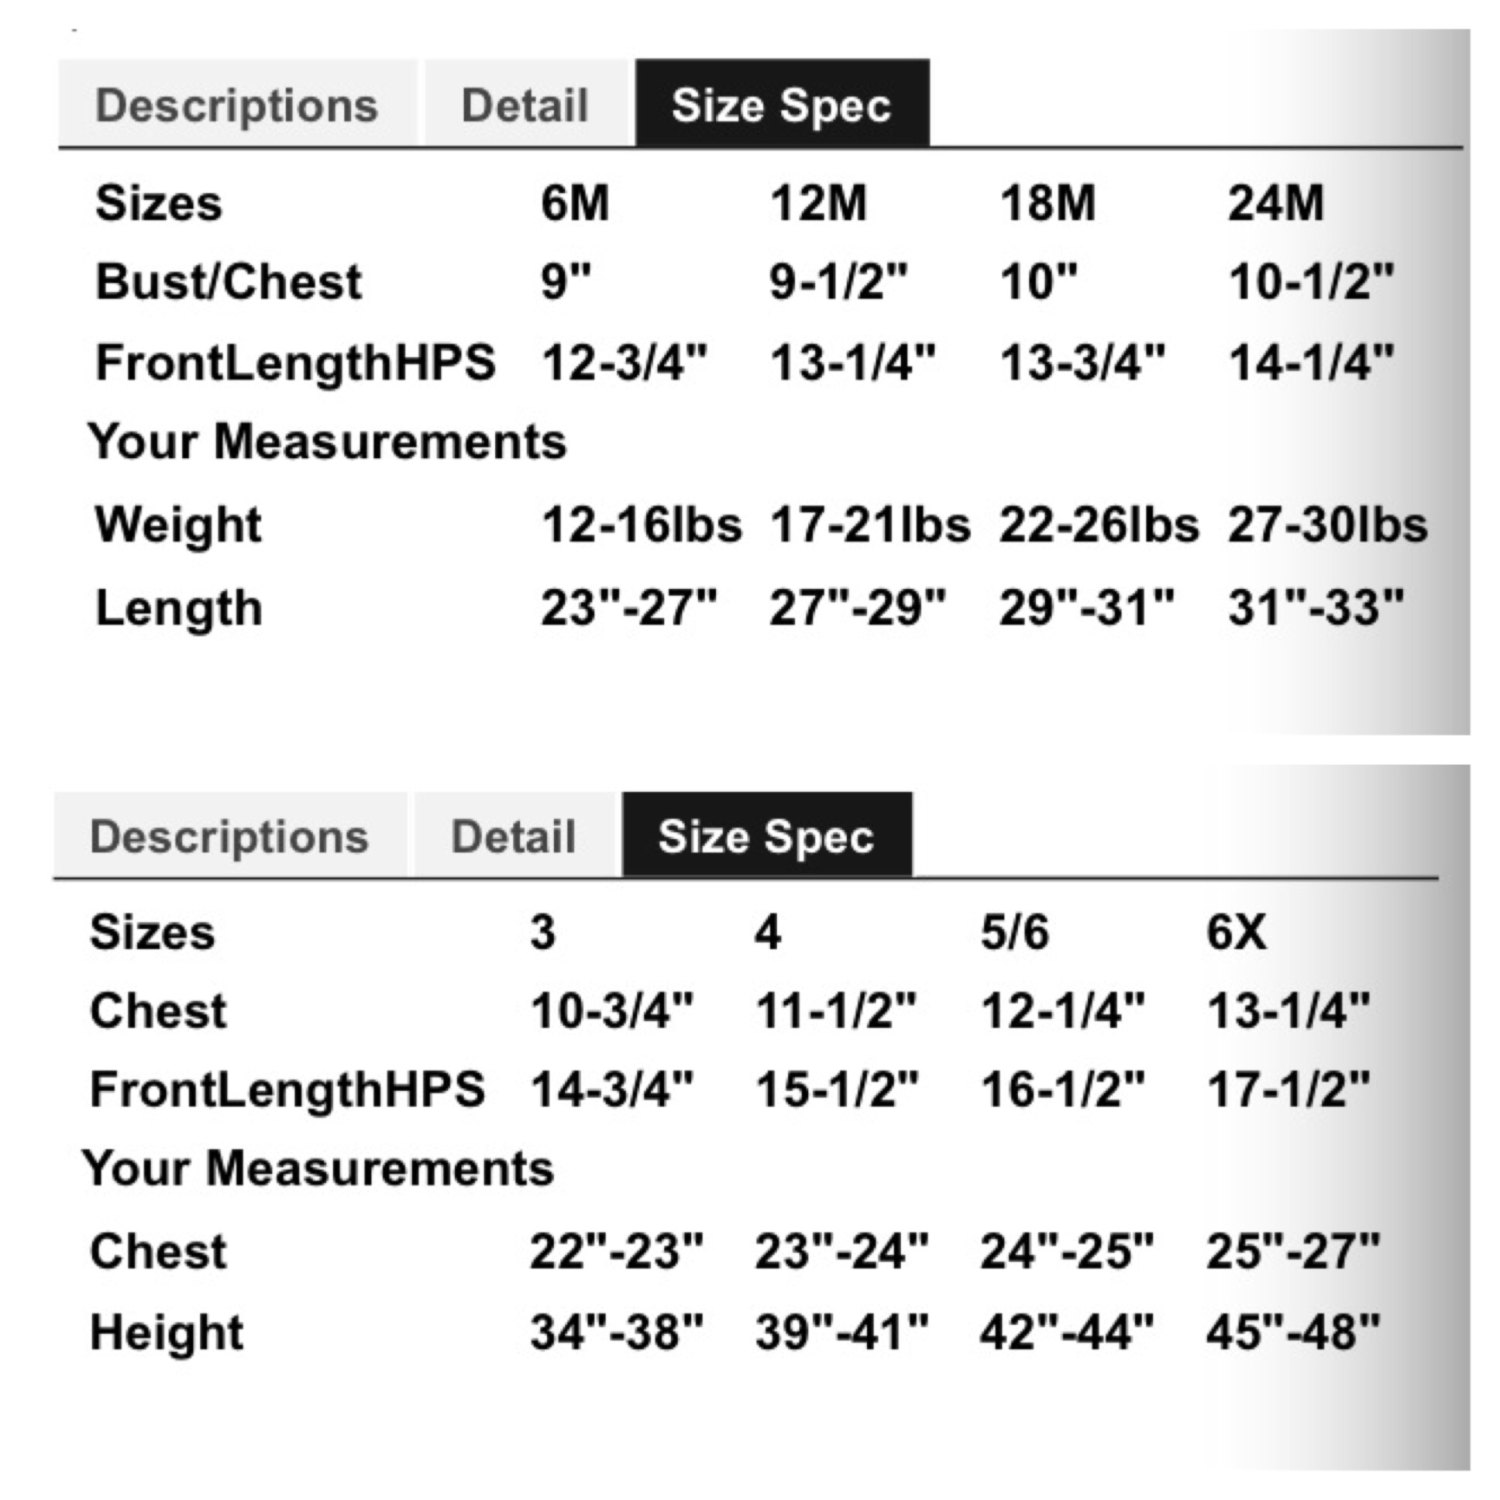 Descriptions Detail Size Spec
Sizes 6M 12M 18M 24M
Bust/Chest 9" 9-1/2" 10" 10-1/2"
FrontLengthHPS 12-3/4" 13-1/4" 13-3/4" 14-1/4"
Your Measurements
Weight 12-16lbs 17-21lbs 22-26lbs 27-30lbs
Length 23"-27" 27"-29" 29"-31" 31"-33"
Descriptions Detail Size Spec
Sizes 3 4 5/6 6X
Chest 10-3/4" 11-1/2" 12-1/4" 13-1/4"
FrontLengthHPS 14-3/4" 15-1/2" 16-1/2" 17-1/2"
Your Measurements
Chest 22"-23" 23"-24" 24"-25" 25"-27"
Height 34"-38" 39"-41" 42"-44" 45"-48"